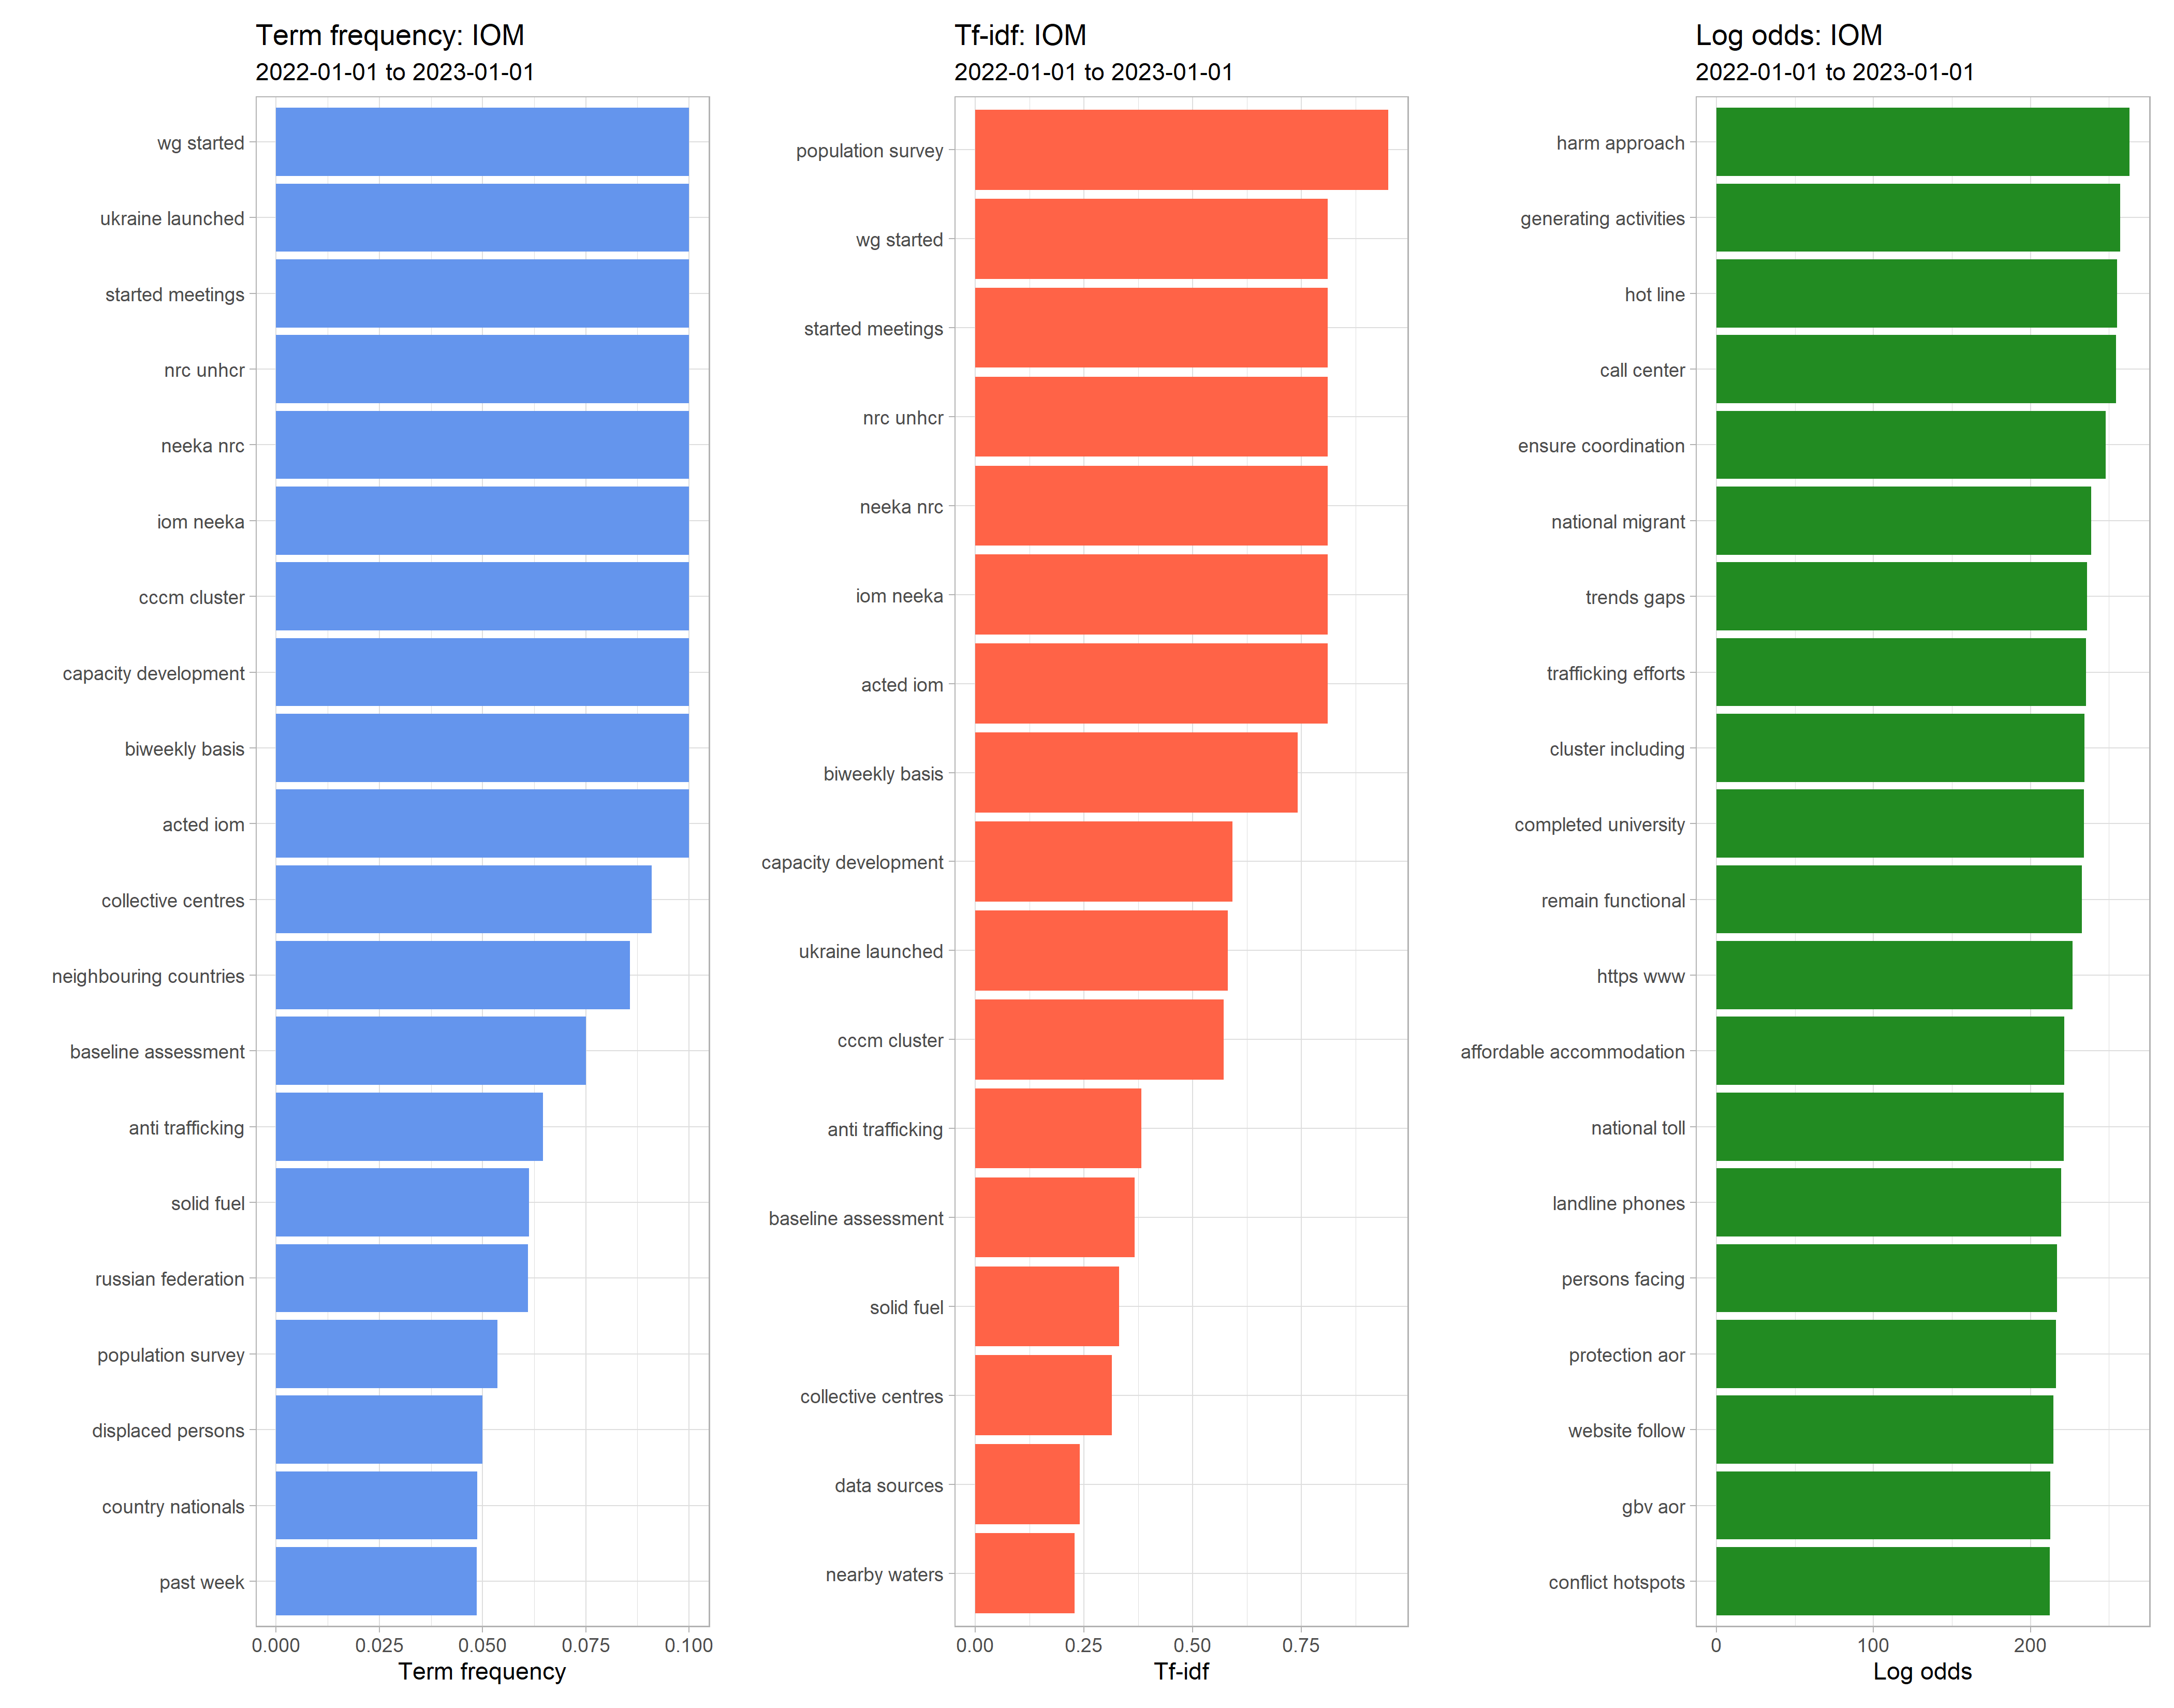 Term frequency: IOM
2022-01-01 to 2023-01-01
wg started
ukraine launched
started meetings
nrc unhcr
neeka nrc
iom neeka
cccm cluster
capacity development
biweekly basis
acted iom
collective centres
neighbouring countries
baseline assessment
anti trafficking
solid fuel
russian federation
population survey
displaced persons
country nationals
past week
0.000 0.025 0.050 0.075 0.100
Term frequency
Tf-idf: IOM
2022-01-01 to 2023-01-01
population survey
wg started
started meetings
nrc unhcr
neeka nrc
iom neeka
acted iom
biweekly basis
capacity development
ukraine launched
cccm cluster
anti trafficking
baseline assessment
solid fuel
collective centres
data sources
nearby waters
0.00 0.25 0.50 0.75
Tf-idf
Log odds: IOM
2022-01-01 to 2023-01-01
harm approach
generating activities
hot line
call center
ensure coordination
national migrant
trends gaps
trafficking efforts
cluster including
completed university
remain functional
https www
affordable accommodation
national toll
landline phones
persons facing
protection aor
website follow
gbv aor
conflict hotspots
0 100 200
Log odds